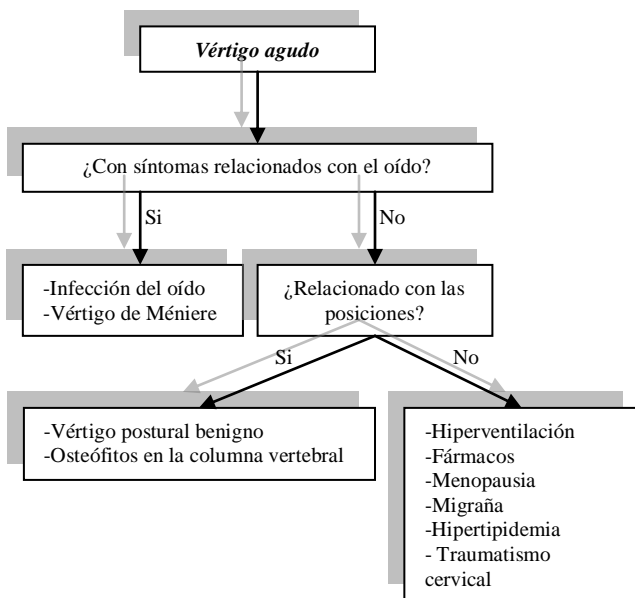 Vértigo agudo
¿Con síntomas relacionados con el oído?
Si
No
-Infección del oído
-Vértigo de Méniere
¿Relacionado con las
posiciones?
Si
No
-Vértigo postural benigno
-Osteófitos en la columna vertebral
-Hiperventilación
-Fármacos
-Menopausia
-Migraña
-Hipertipidemia
- Traumatismo
cervical